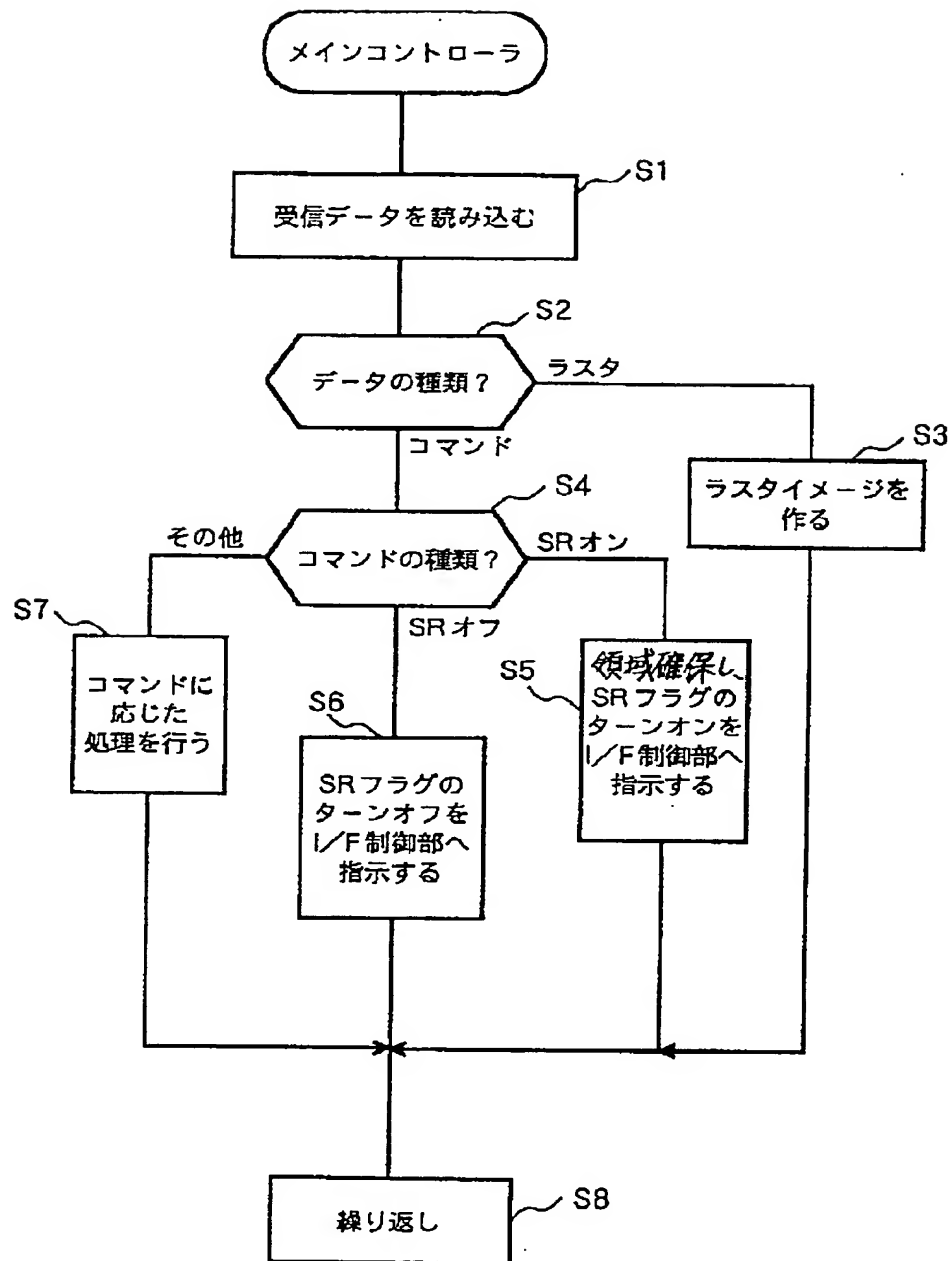 メインコントローラ
S1
受信データを読み込む
S2
データの種類?
ラスタ
コマンド
S3
ラスタイメージを
作る
S4
コマンドの種類?
その他
SRオン
SRオフ
S7
コマンドに
応じた
処理を行う
S6
SRフラグの
ターンオフを
I/F制御部へ
指示する
S5
領域確保し、
SRフラグの
ターンオンを
I/F制御部へ
指示する
S8
繰り返し